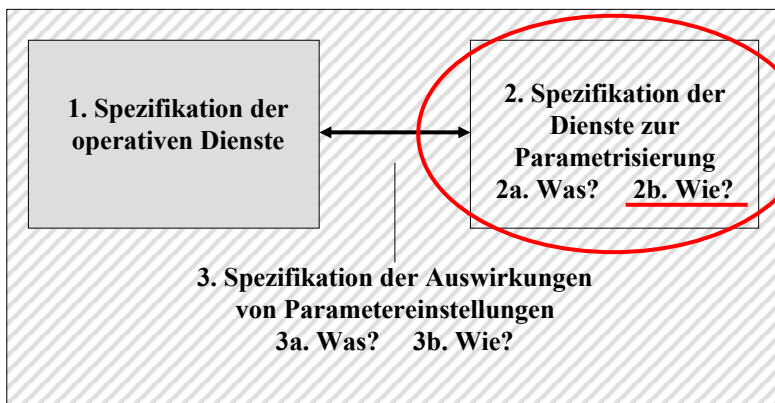 1. Spezifikation der
operativen Dienste
2. Spezifikation der
Dienste zur
Parametrisierung
2a. Was? 2b. Wie?
3. Spezifikation der Auswirkungen
von Parametereinstellungen
3a. Was? 3b. Wie?